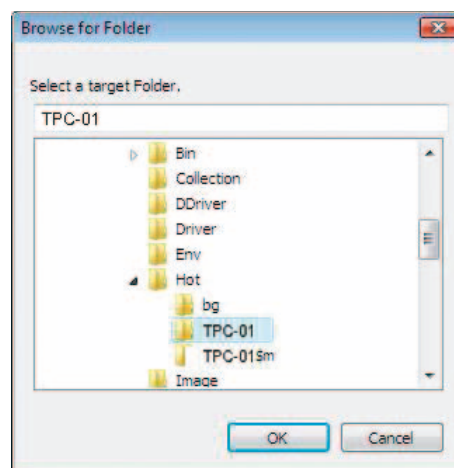 Browse for Folder
Select a target Folder.
TPC-01
Bin
Collection
DDriver
Driver
Env
Hot
bg
TPC-01
TPC-01$m
Image
OK
Cancel